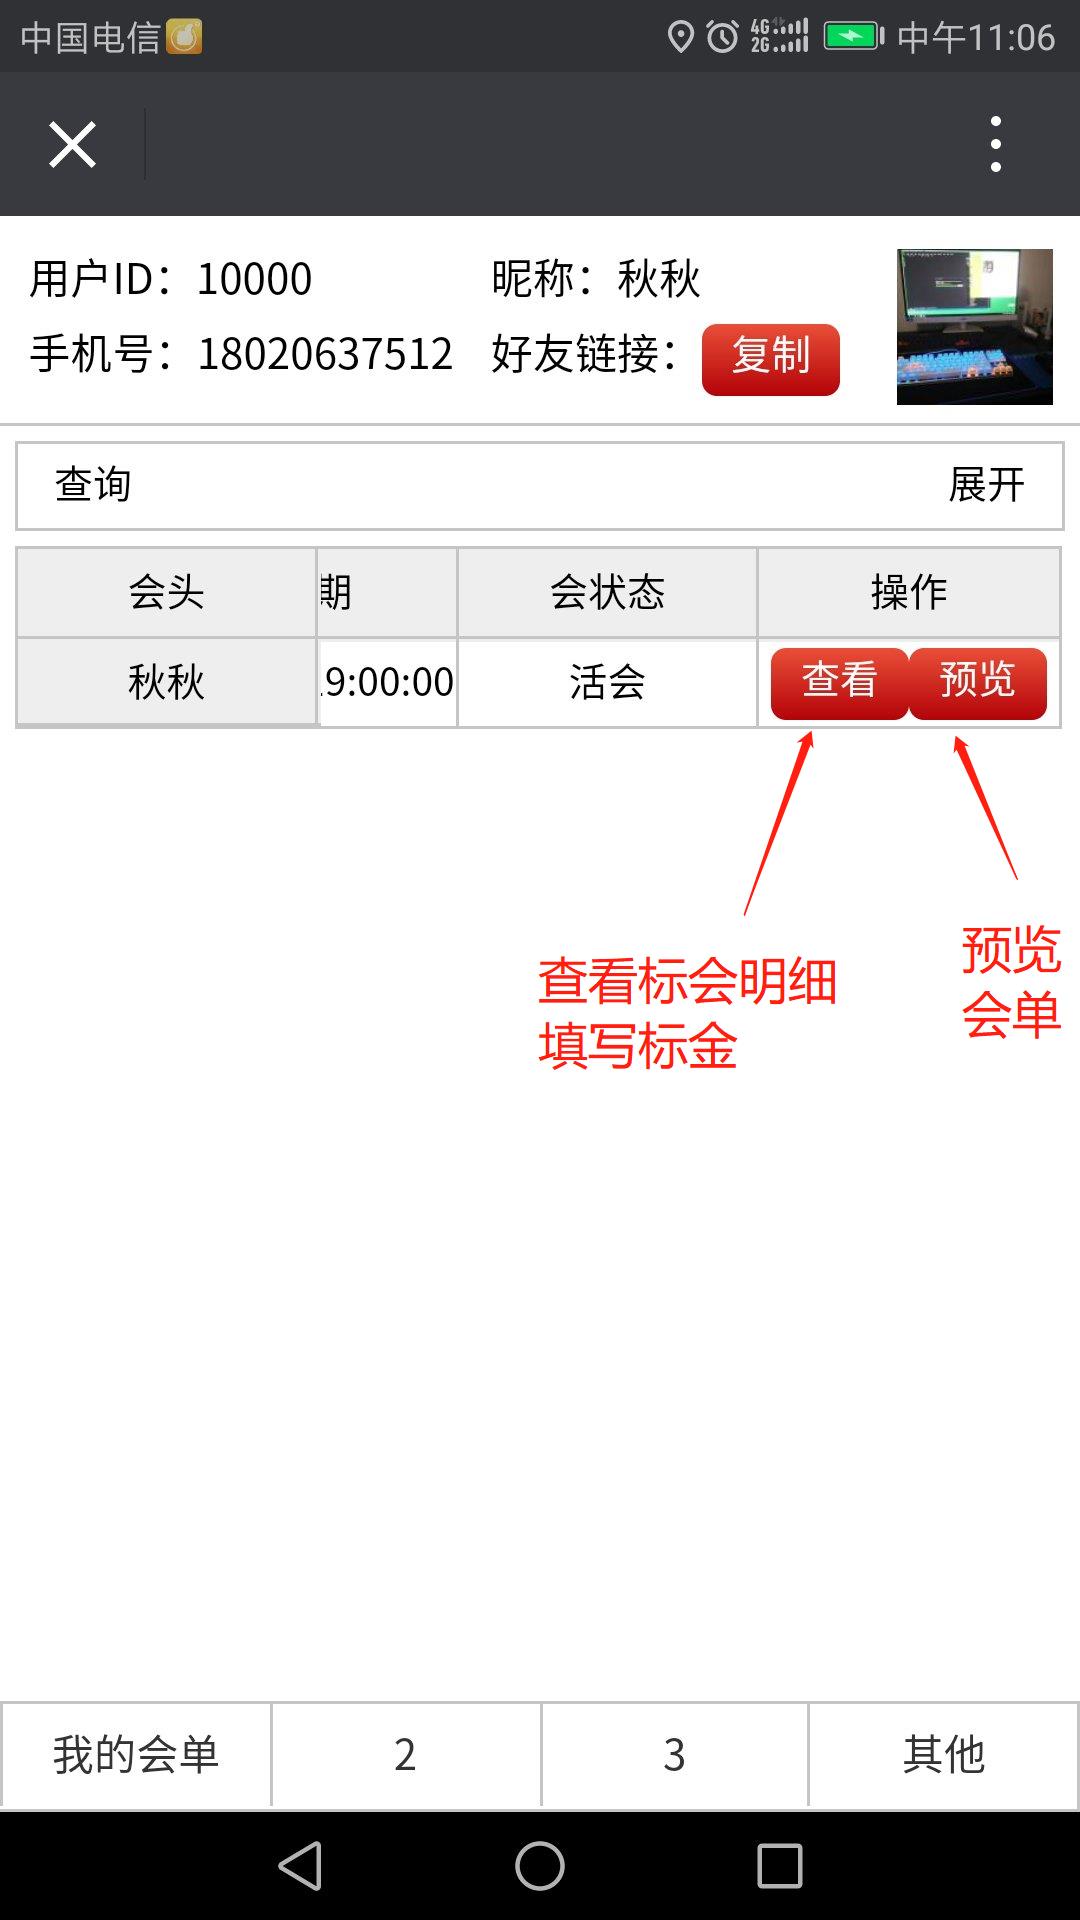 中国电信 4G 2G 中午11:06
用户ID：10000 昵称：秋秋
手机号：18020637512 好友链接： 复制
查询 展开
会头 期 会状态 操作
秋秋 9:00:00 活会 查看 预览
查看标会明细
填写标金
预览
会单
我的会单 2 3 其他